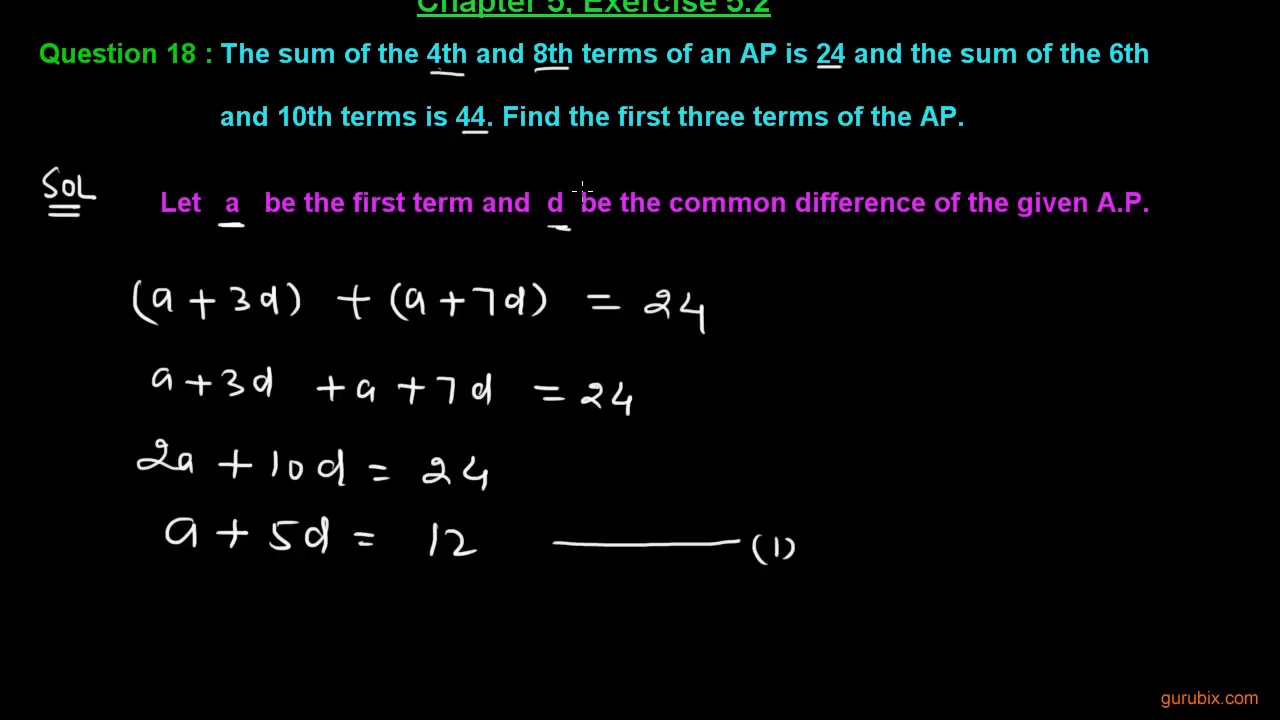 Chapter 5, Exercise 5.2
Question 18 : The sum of the 4th and 8th terms of an AP is 24 and the sum of the 6th
and 10th terms is 44. Find the first three terms of the AP.
SOL
Let a be the first term and d be the common difference of the given A.P.
(a + 3d) + (a + 7d) = 24
a + 3d + a + 7d = 24
2a + 10d = 24
a + 5d = 12 ——— (1)
gurubix.com